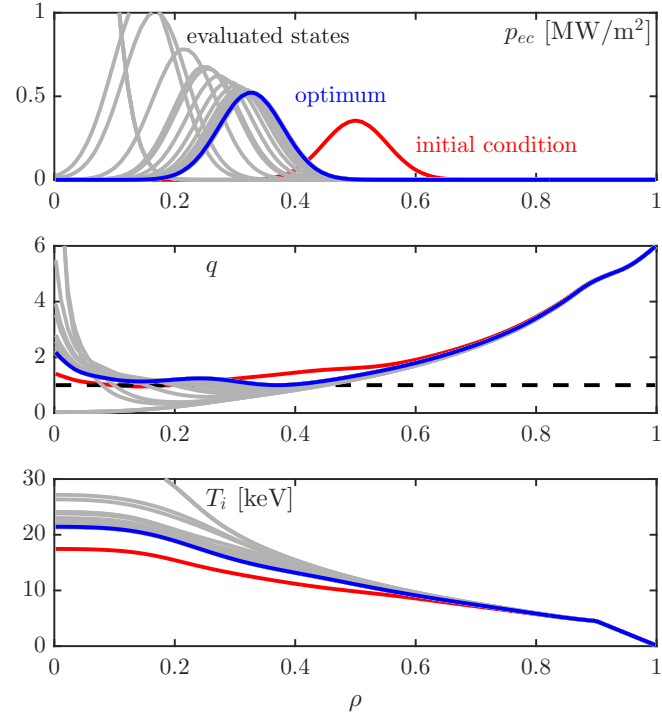 1
evaluated states
p_ec [MW/m²]
0.5
optimum
initial condition
0
0 0.2 0.4 0.6 0.8 1
6
q
4
2
0
0 0.2 0.4 0.6 0.8 1
30
T_i [keV]
20
10
0
0 0.2 0.4 0.6 0.8 1
ρ